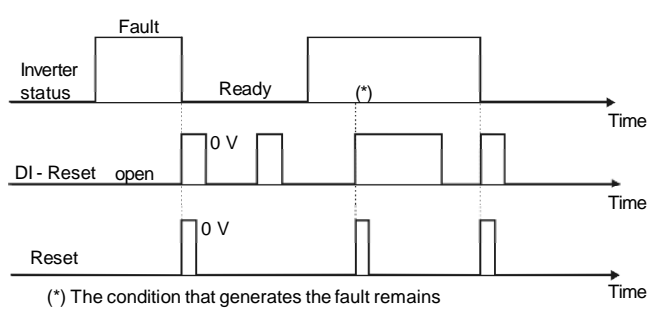 Fault
Inverter
status
Ready
(*)
Time
0 V
DI - Reset open
Time
0 V
Reset
Time
(*) The condition that generates the fault remains